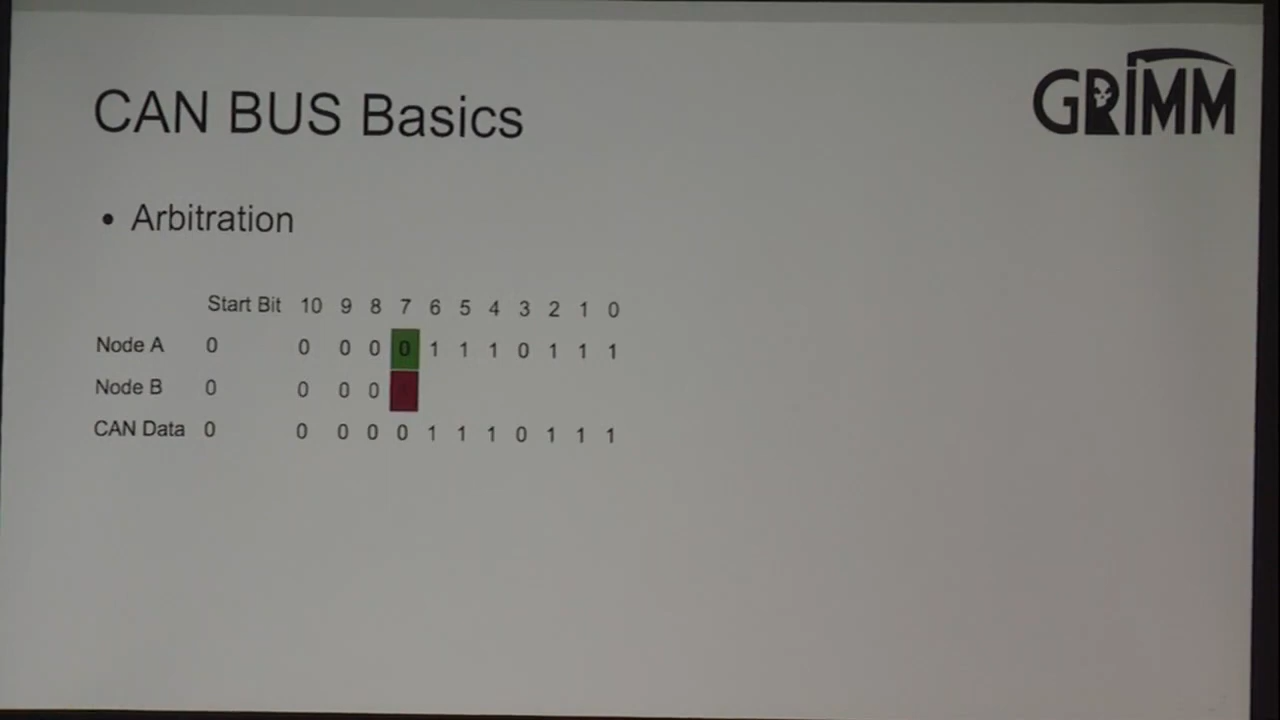 GRIMM
CAN BUS Basics
• Arbitration
Start Bit 10 9 8 7 6 5 4 3 2 1 0
Node A 0 0 0 0 0 1 1 1 0 1 1 1
Node B 0 0 0 0
CAN Data 0 0 0 0 0 1 1 1 0 1 1 1